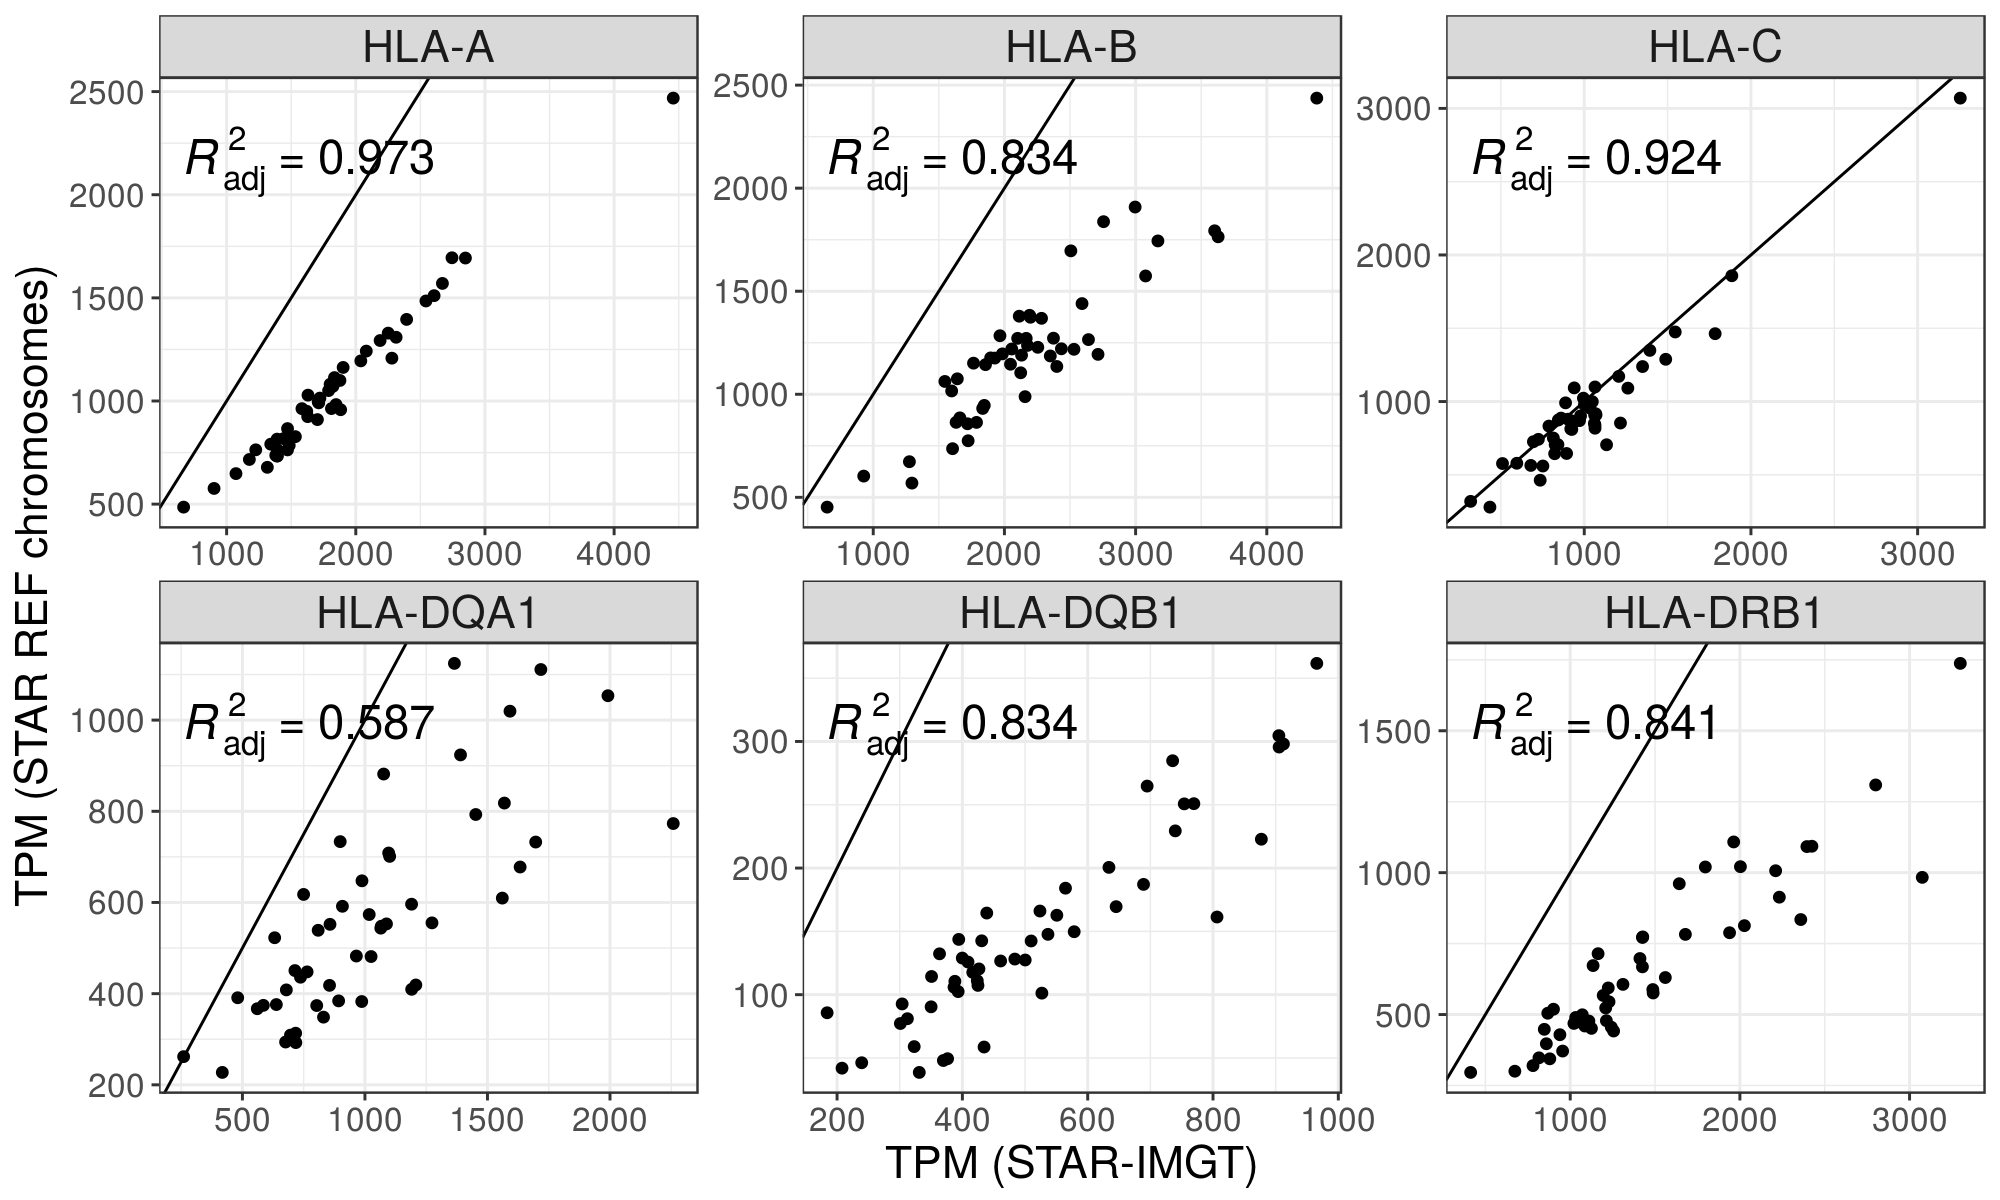 HLA-A
HLA-B
HLA-C
2500
2000
1500
1000
500
R²adj = 0.973
1000 2000 3000 4000
2500
2000
1500
1000
500
R²adj = 0.834
1000 2000 3000 4000
3000
2000
1000
R²adj = 0.924
1000 2000 3000
HLA-DQA1
HLA-DQB1
HLA-DRB1
1000
800
600
400
200
R²adj = 0.587
500 1000 1500 2000
300
200
100
R²adj = 0.834
200 400 600 800 1000
1500
1000
500
R²adj = 0.841
1000 2000 3000
TPM (STAR REF chromosomes)
TPM (STAR-IMGT)